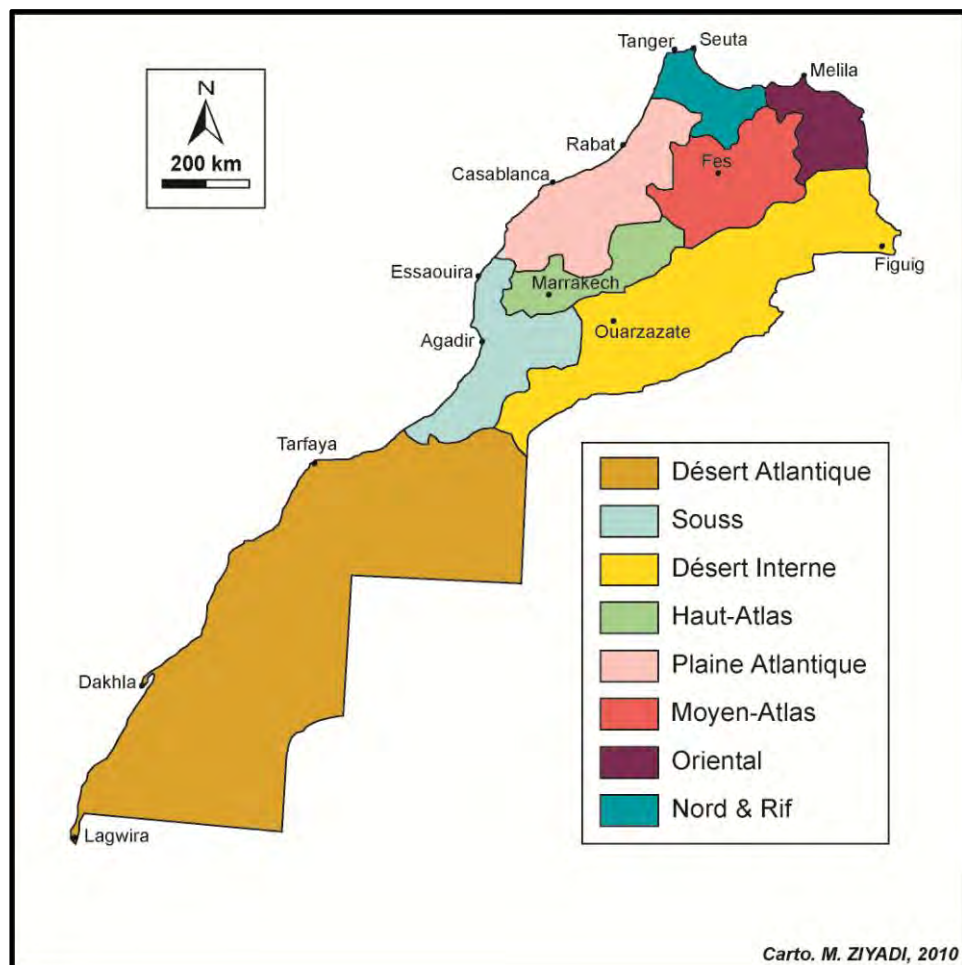 Tanger
Seuta
Melila
N
200 km
Rabat
Fes
Casablanca
Essaouira
Marrakech
Figuig
Ouarzazate
Agadir
Tarfaya
Dakhla
Lagwira
Désert Atlantique
Souss
Désert Interne
Haut-Atlas
Plaine Atlantique
Moyen-Atlas
Oriental
Nord & Rif
Carto. M. ZIYADI, 2010